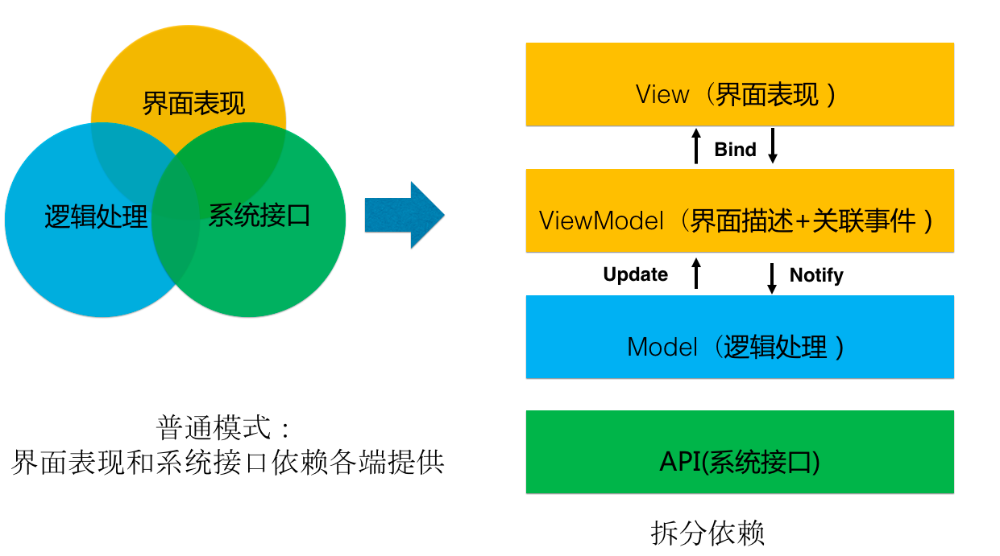 界面表现
逻辑处理
系统接口
普通模式：
界面表现和系统接口依赖各端提供
View（界面表现）
Bind
ViewModel（界面描述+关联事件）
Update
Notify
Model（逻辑处理）
API(系统接口)
拆分依赖